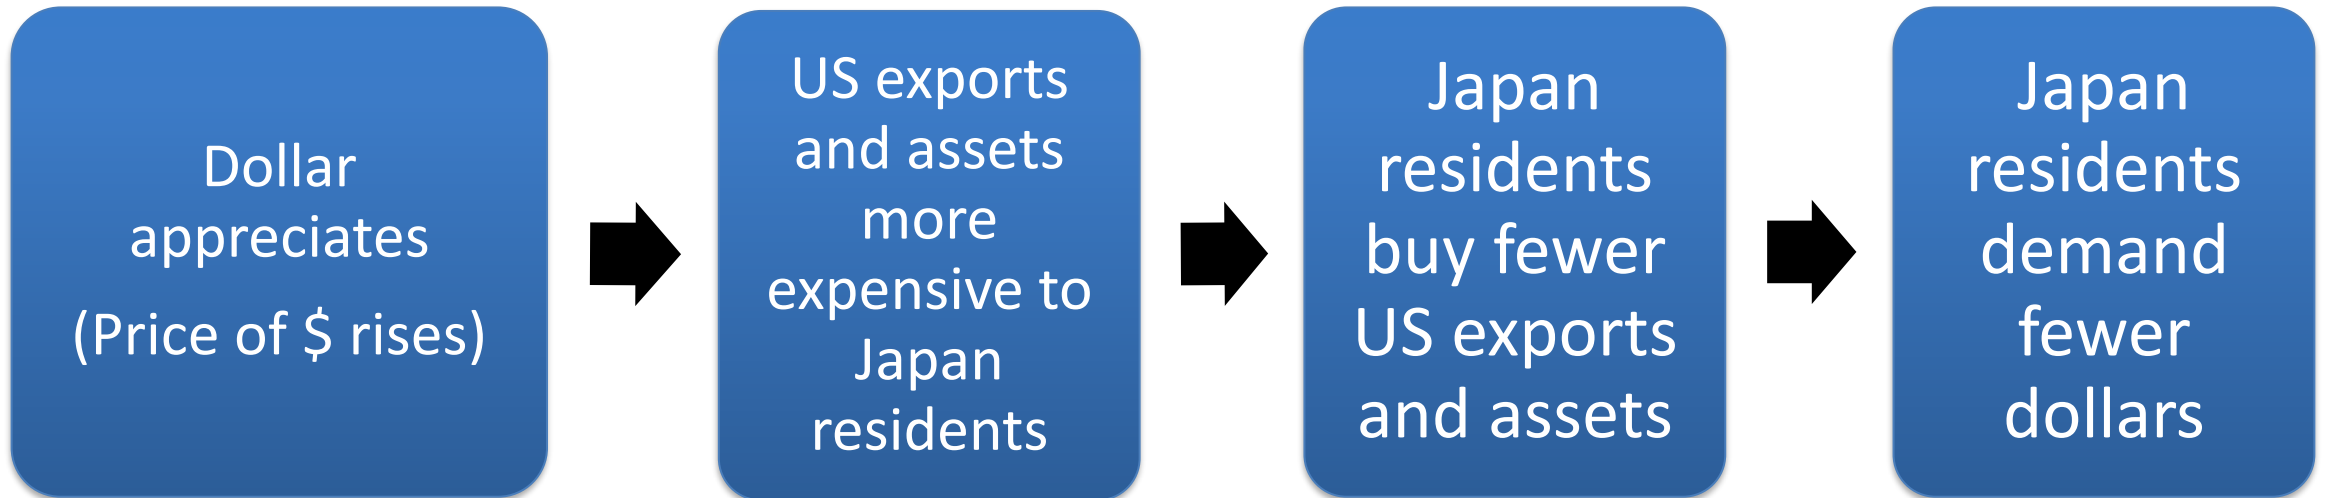 Dollar
appreciates
(Price of $ rises)
US exports
and assets
more
expensive to
Japan
residents
Japan
residents
buy fewer
US exports
and assets
Japan
residents
demand
fewer
dollars